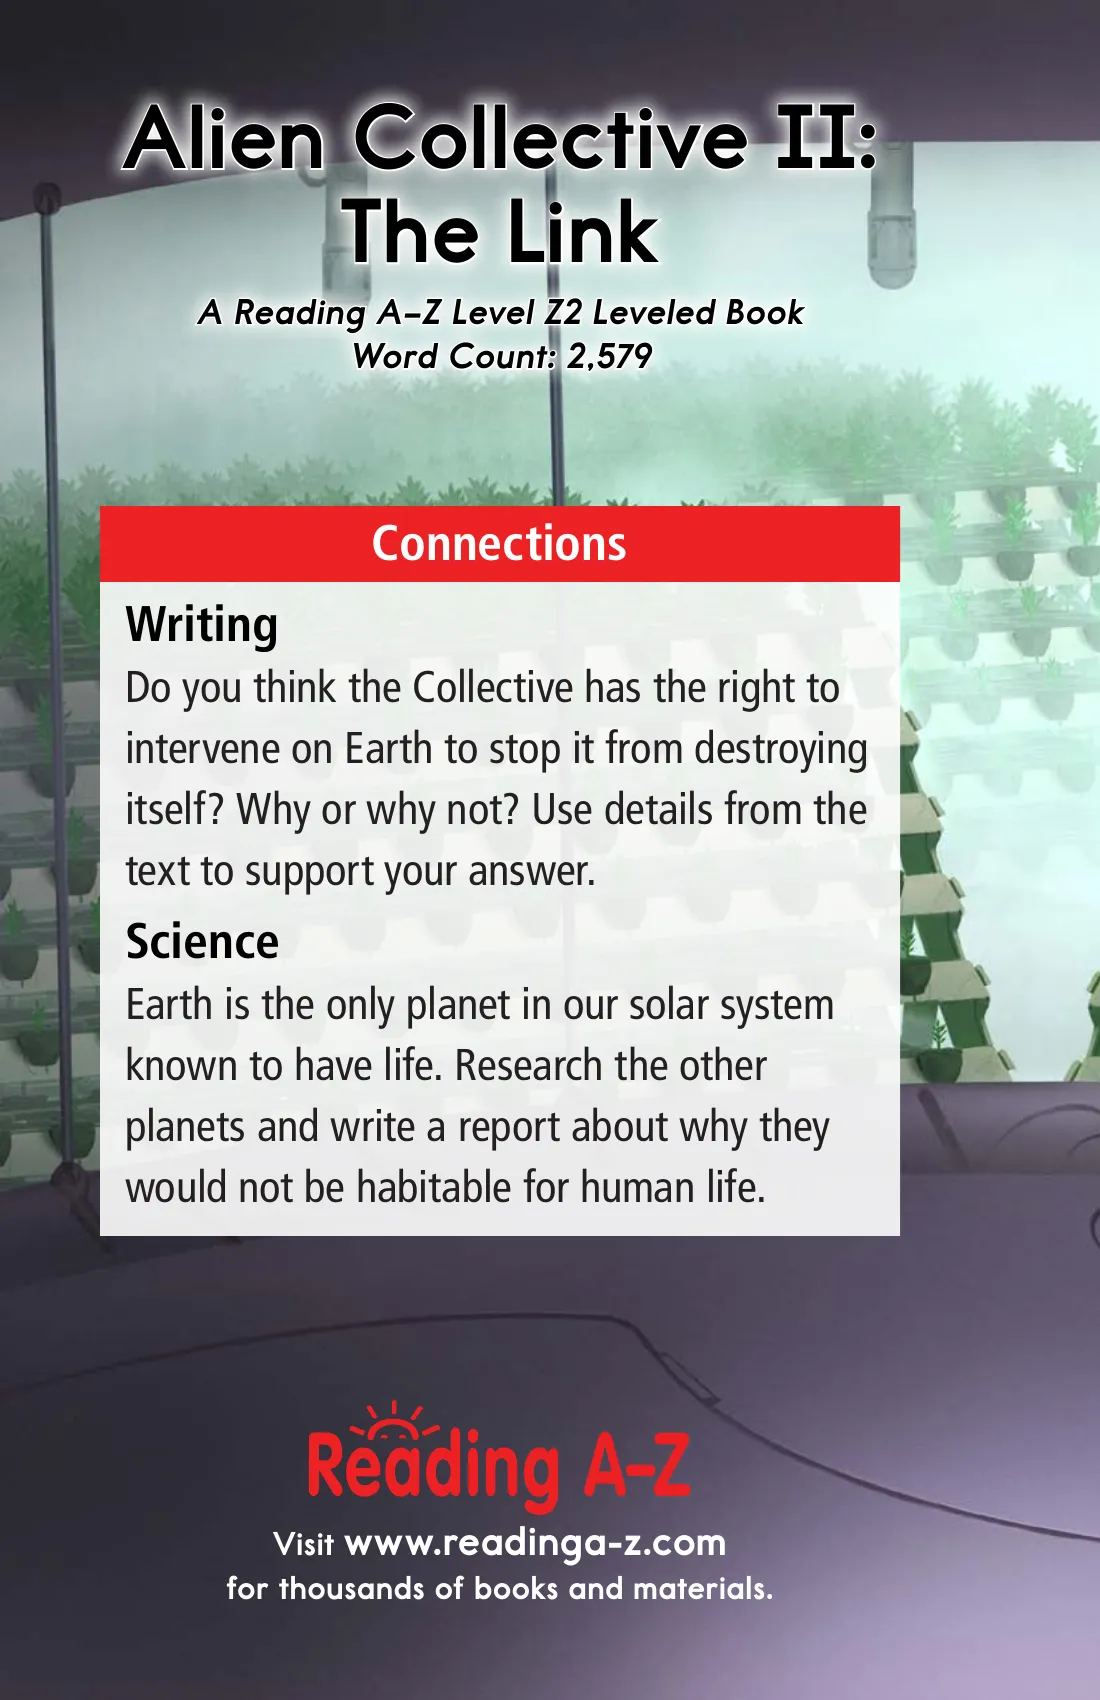 Alien Collective II:
The Link
A Reading A–Z Level Z2 Leveled Book
Word Count: 2,579
Connections
Writing
Do you think the Collective has the right to
intervene on Earth to stop it from destroying
itself? Why or why not? Use details from the
text to support your answer.
Science
Earth is the only planet in our solar system
known to have life. Research the other
planets and write a report about why they
would not be habitable for human life.
Reading A–Z
Visit www.readinga-z.com
for thousands of books and materials.